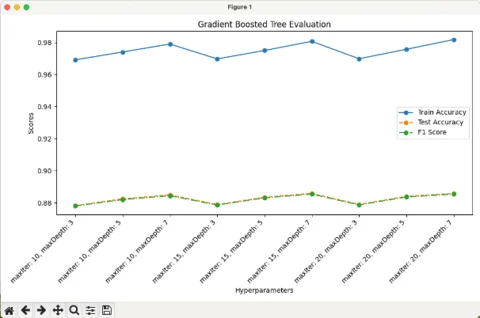 Figure 1
Gradient Boosted Tree Evaluation
0.98
0.96
0.94
0.92
0.90
0.88
Scores
Train Accuracy
Test Accuracy
F1 Score
maxIter: 10, maxDepth: 3
maxIter: 10, maxDepth: 5
maxIter: 10, maxDepth: 7
maxIter: 15, maxDepth: 3
maxIter: 15, maxDepth: 5
maxIter: 15, maxDepth: 7
maxIter: 20, maxDepth: 3
maxIter: 20, maxDepth: 5
maxIter: 20, maxDepth: 7
Hyperparameters